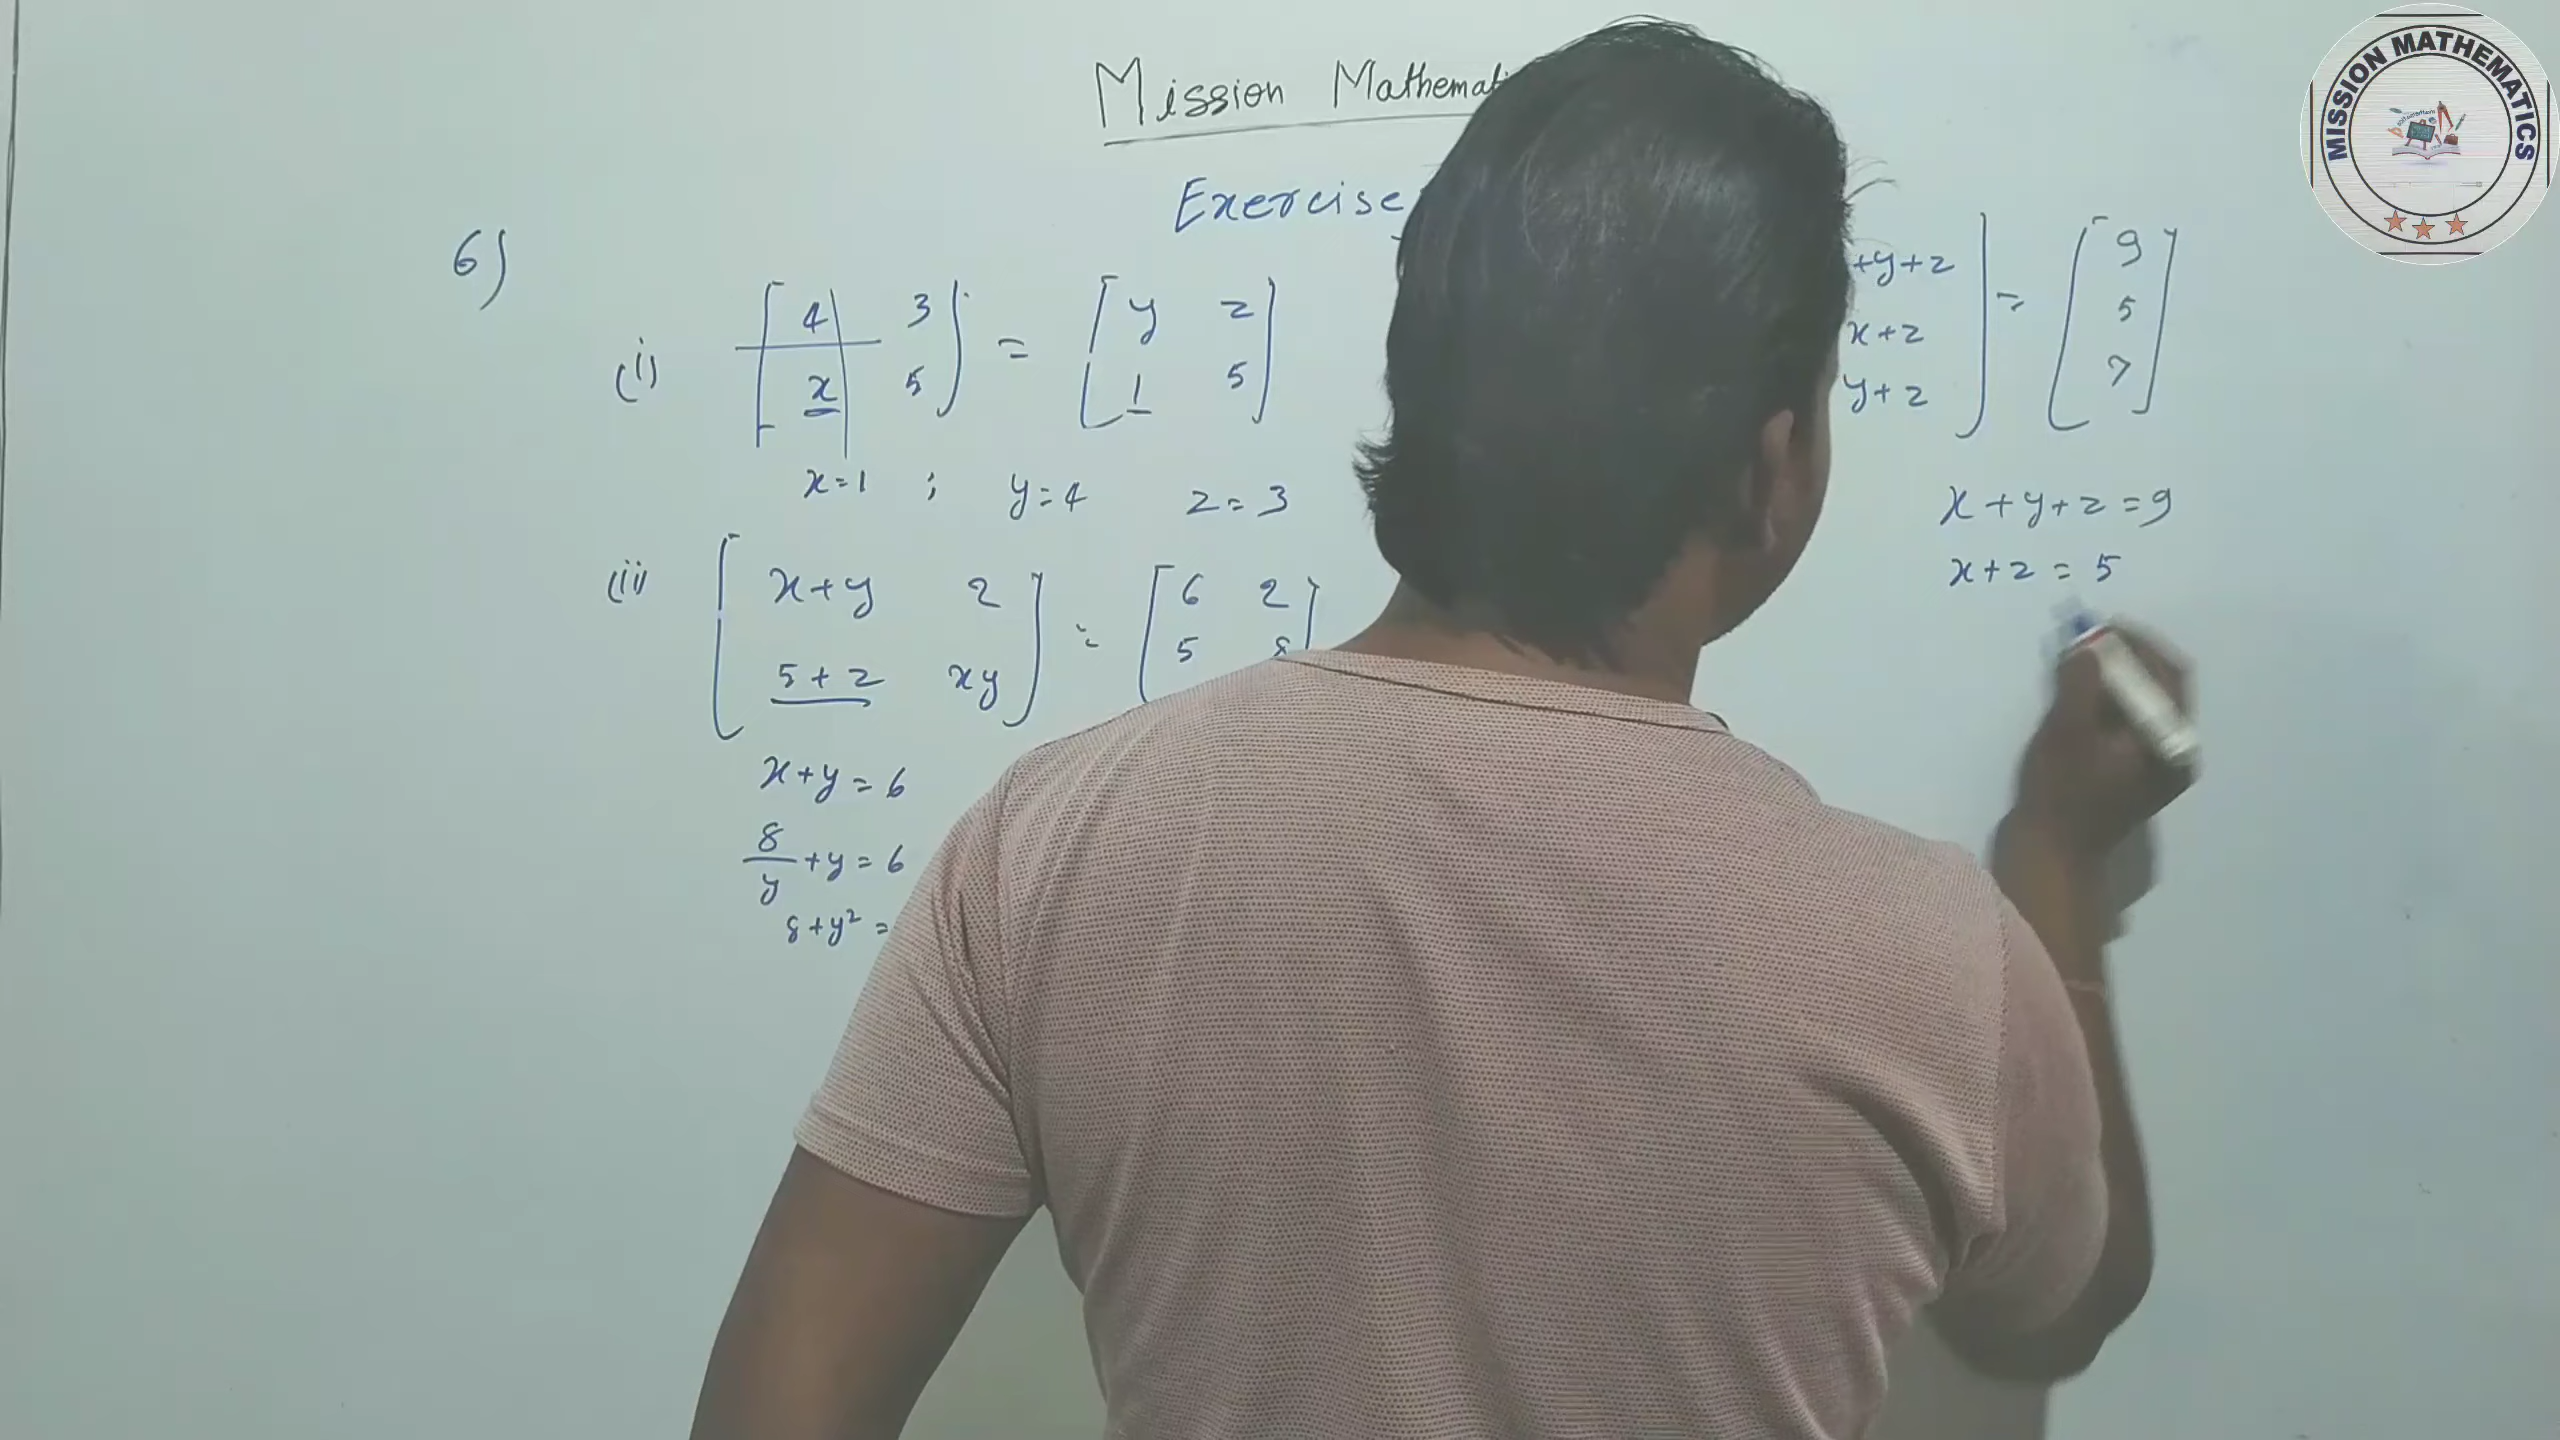 Mission Mathemati
Exercise
6)
(i) [4 3] = [y z]
[x 5] [1 5]
x=1 ; y=4 z=3
(ii) [x+y 2] = [6 2]
[5+z xy] [5 8]
x+y=6
8/y +y=6
8+y² =
+y+z] = [9]
x+z [5]
y+z] [7]
x+y+z=9
x+z=5
MISSION MATHEMATICS